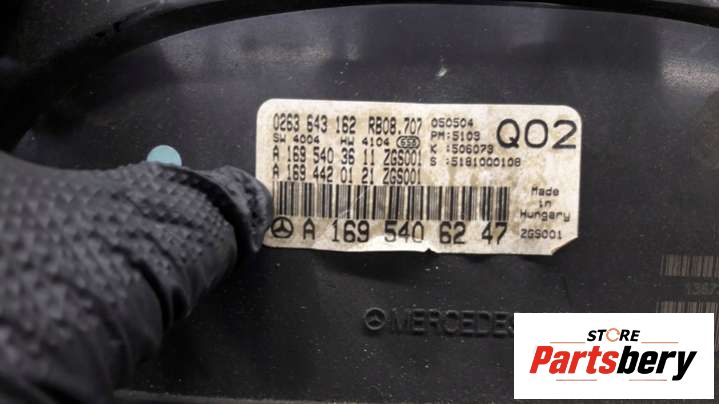 0263 643 162 RB08.707 050504
SW 4004 HW 4104 PM:5109 Q02
A 169 540 36 11 ZGS001 K :506079
A 169 442 01 21 ZGS001 S :5181000108
Made
in
Hungary
A 169 540 62 47 ZGS001
MERCEDES
STORE
Partsbery